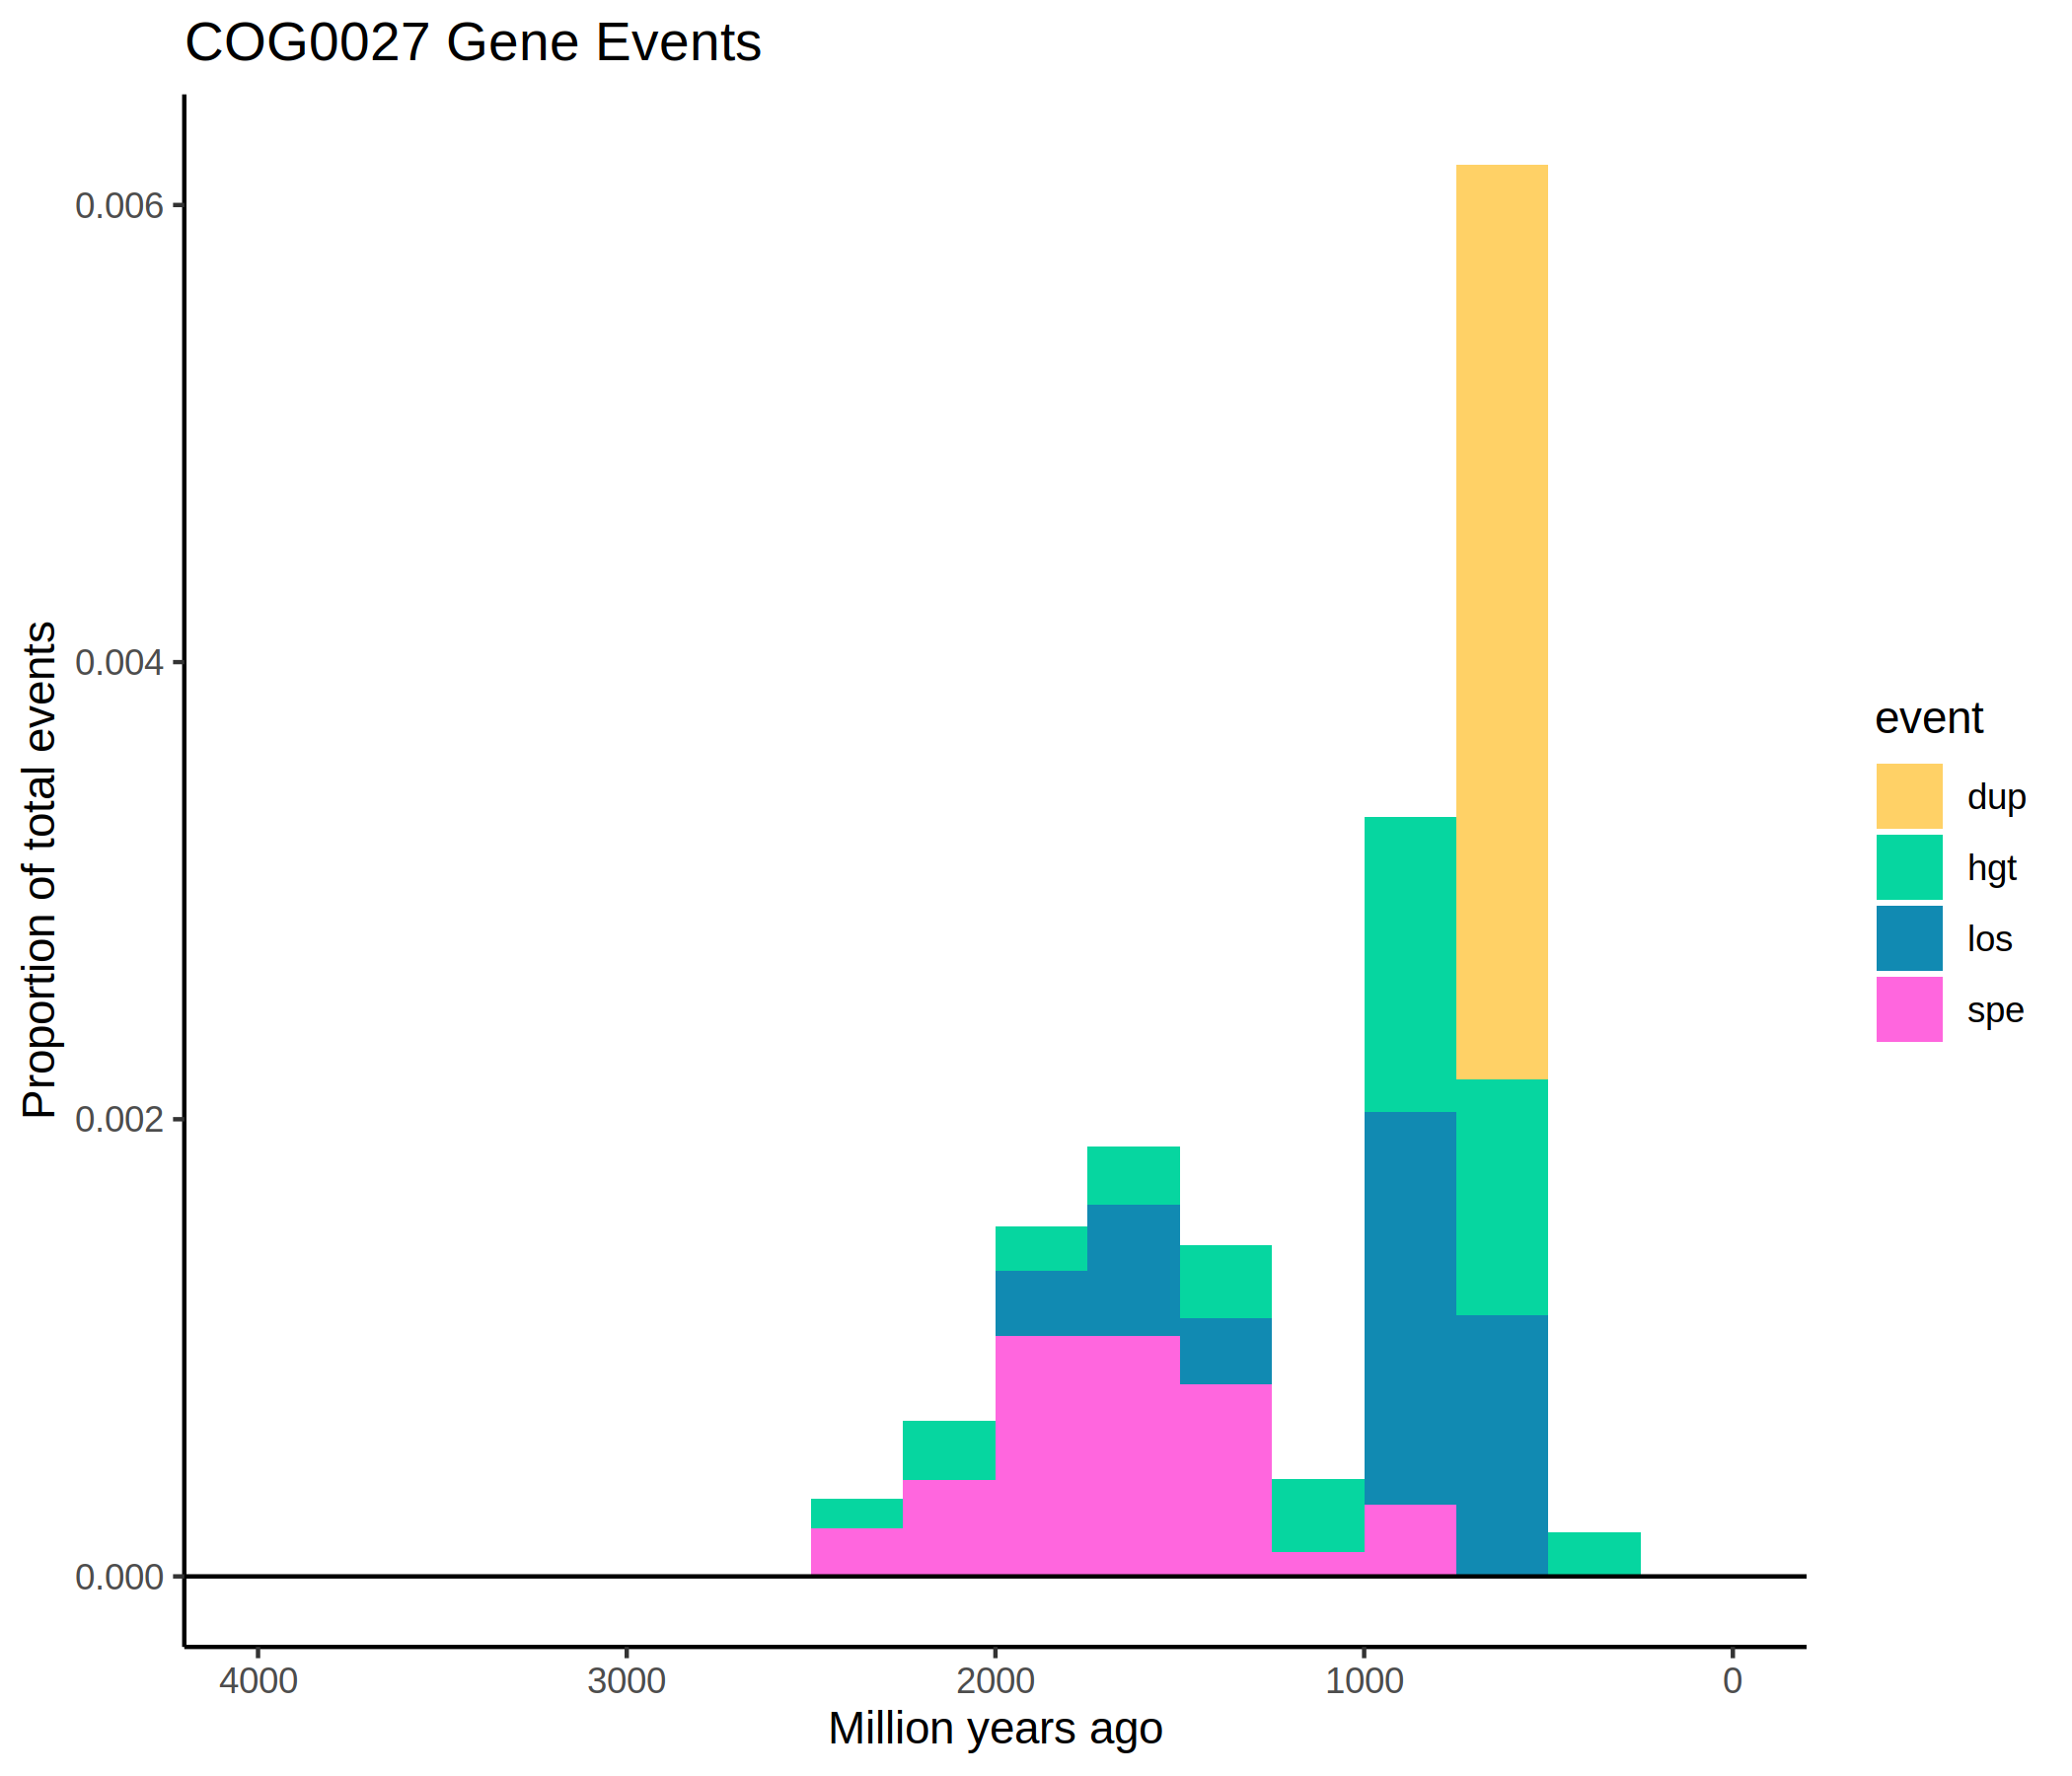 COG0027 Gene Events
Proportion of total events
0.006
0.004
0.002
0.000
4000 3000 2000 1000 0
Million years ago
event
dup
hgt
los
spe